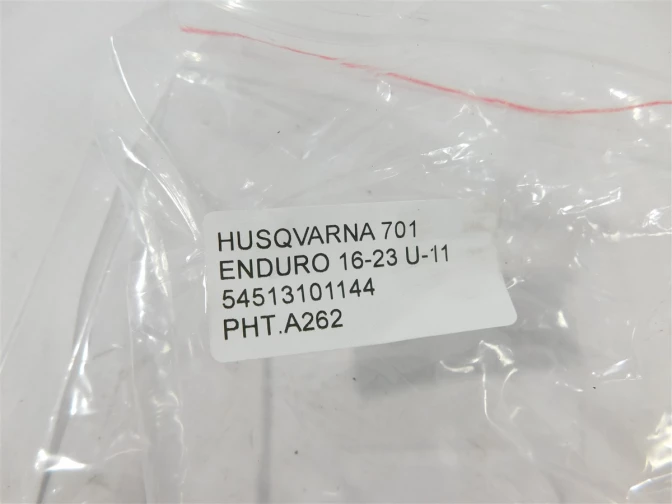 HUSQVARNA 701
ENDURO 16-23 U-11
54513101144
PHT.A262